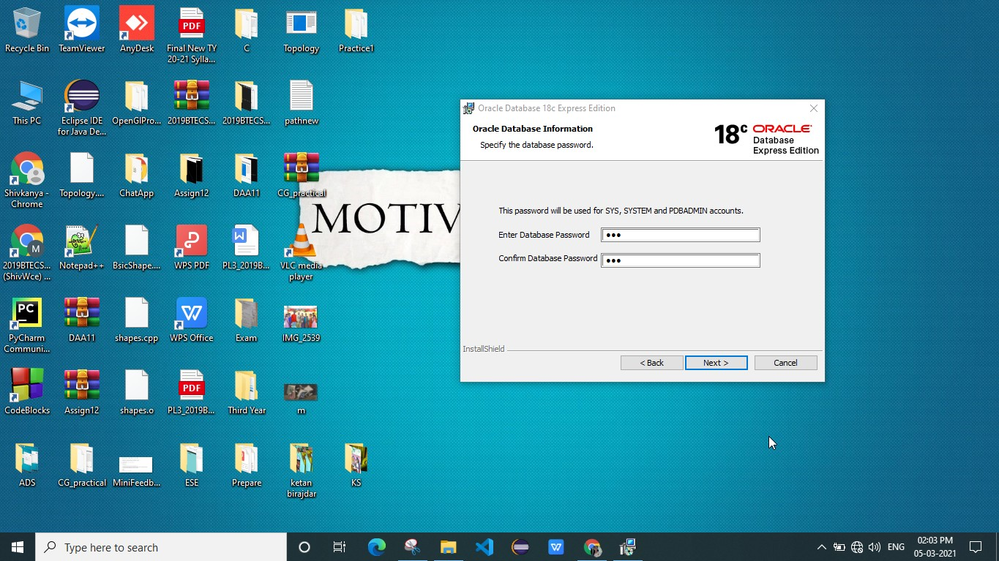 Recycle Bin
TeamViewer
AnyDesk
PDF
Final New TY
20-21 Sylla...
C
Topology
Practice1
This PC
Eclipse IDE
for Java De...
OpenGlPro...
2019BTECS...
2019BTECS...
pathnew
Shivkanya -
Chrome
Topology....
ChatApp
Assign12
DAA11
CG_practical
M
2019BTECS...
(ShivWce) ...
Notepad++
BsicShape....
WPS PDF
W
PL3_2019B...
VLC media
player
PC
PyCharm
Communi...
DAA11
shapes.cpp
W
WPS Office
Exam
IMG_2539
CodeBlocks
Assign12
shapes.o
PDF
PL3_2019B...
Third Year
m
ADS
CG_practical
MiniFeedb...
ESE
Prepare
ketan
birajdar
KS
MOTIV
Oracle Database 18c Express Edition
Oracle Database Information
Specify the database password.
18c ORACLE
Database
Express Edition
This password will be used for SYS, SYSTEM and PDBADMIN accounts.
Enter Database Password
Confirm Database Password
InstallShield
< Back
Next >
Cancel
Type here to search
W
ENG
02:03 PM
05-03-2021